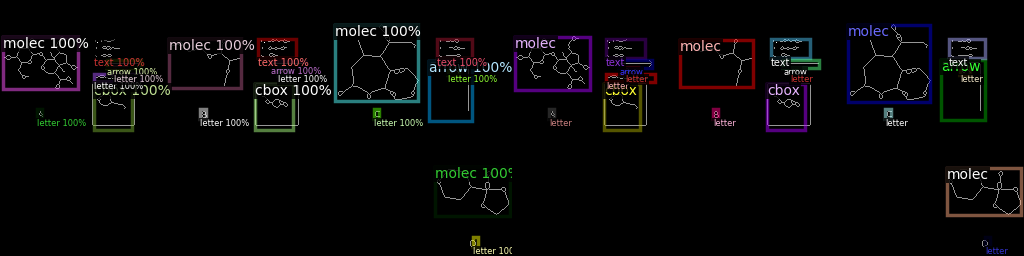 molec 100%
text 100%
arrow 100%
letter 100%
letter 100%
cbox 100%
letter 100%
molec 100%
text 100%
arrow 100%
letter 100%
cbox 100%
letter 100%
molec 100%
text 100%
arrow 100%
letter 100%
letter 100%
molec 100%
letter 100
molec
text
arrow
letter
letter
cbox
letter
molec
text
arrow
letter
cbox
letter
molec
text
arrow
letter
letter
molec
letter